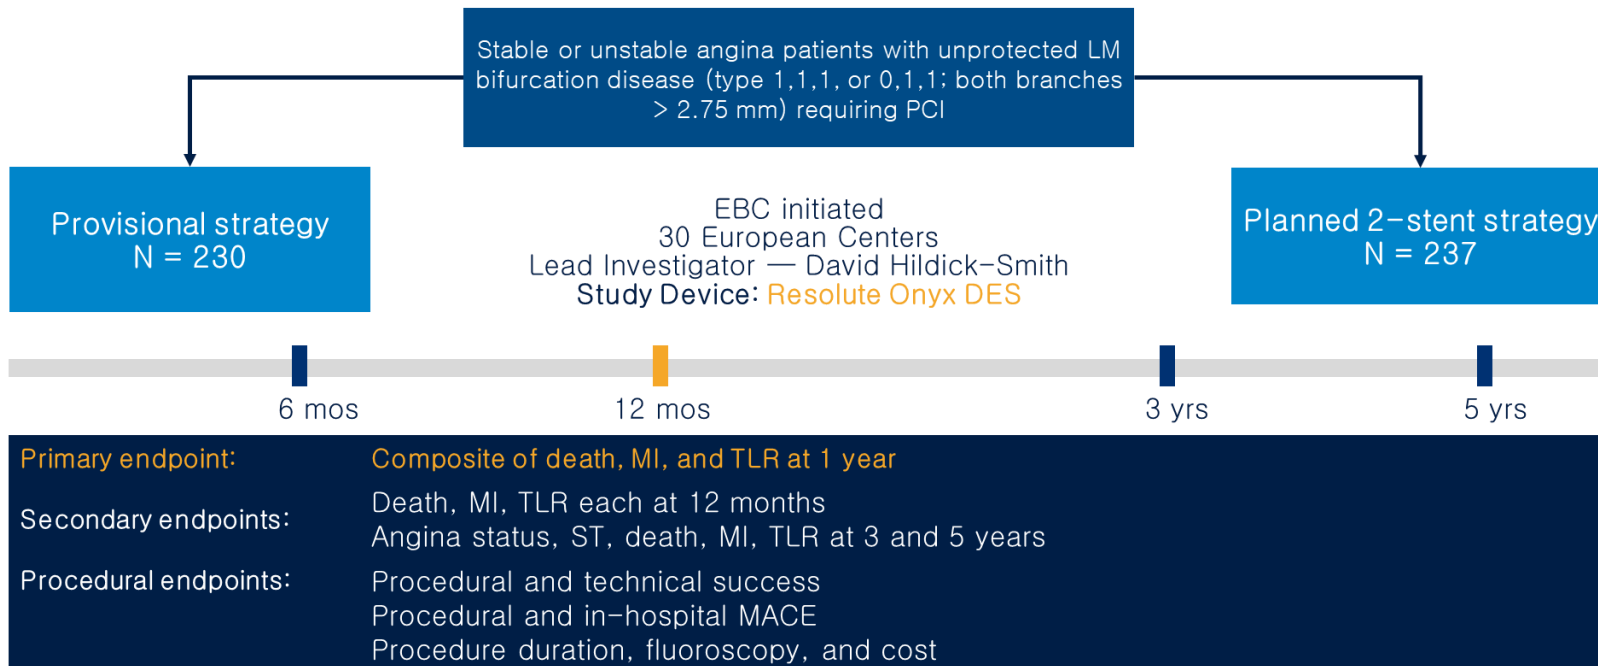 Stable or unstable angina patients with unprotected LM
bifurcation disease (type 1,1,1, or 0,1,1; both branches
> 2.75 mm) requiring PCI
Provisional strategy
N = 230
EBC initiated
30 European Centers
Lead Investigator — David Hildick-Smith
Study Device: Resolute Onyx DES
Planned 2-stent strategy
N = 237
6 mos
12 mos
3 yrs
5 yrs
Primary endpoint: Composite of death, MI, and TLR at 1 year
Secondary endpoints: Death, MI, TLR each at 12 months
Angina status, ST, death, MI, TLR at 3 and 5 years
Procedural endpoints: Procedural and technical success
Procedural and in-hospital MACE
Procedure duration, fluoroscopy, and cost